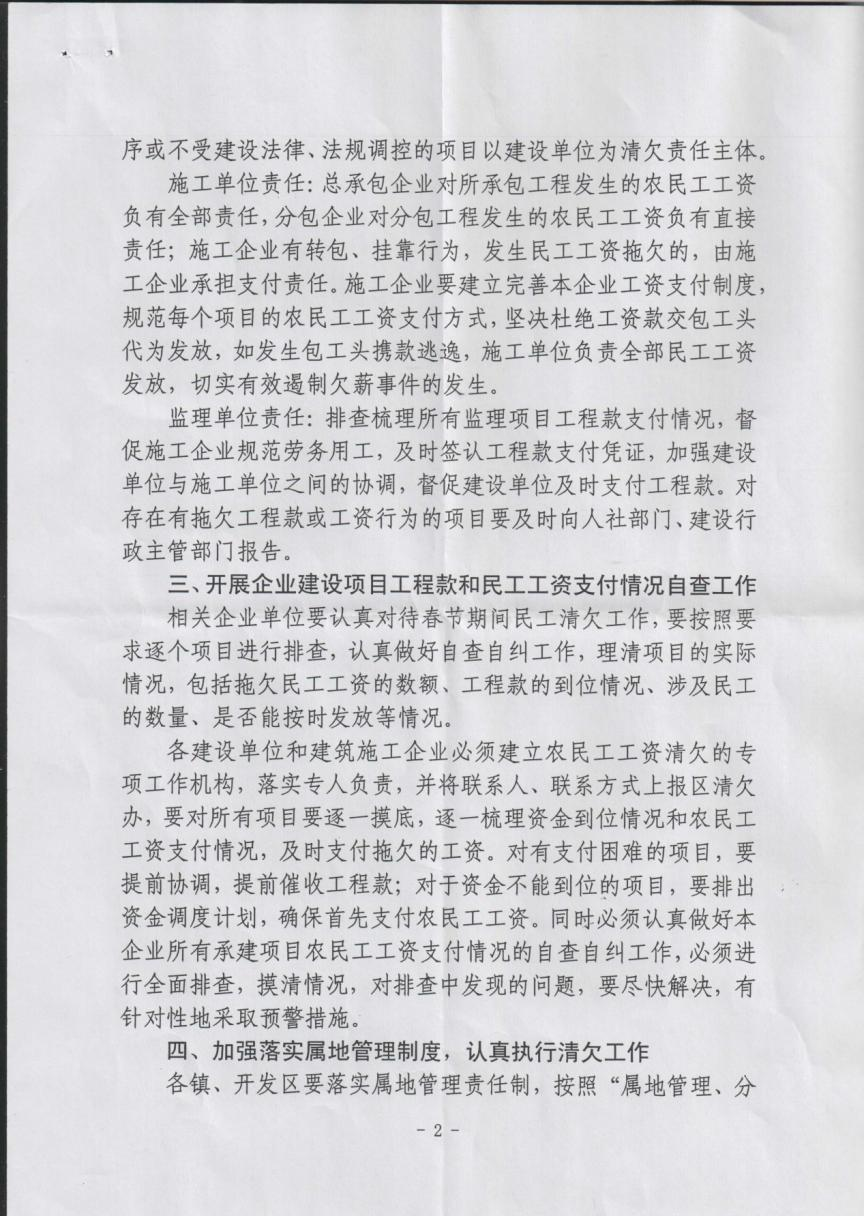 序或不受建设法律、法规调控的项目以建设单位为清欠责任主体。
施工单位责任：总承包企业对所承包工程发生的农民工工资
负有全部责任，分包企业对分包工程发生的农民工工资负有直接
责任；施工企业有转包、挂靠行为，发生民工工资拖欠的，由施
工企业承担支付责任。施工企业要建立完善本企业工资支付制度，
规范每个项目的农民工工资支付方式，坚决杜绝工资款交包工头
代为发放，如发生包工头携款逃逸，施工单位负责全部民工工资
发放，切实有效遏制欠薪事件的发生。
监理单位责任：排查梳理所有监理项目工程款支付情况，督
促施工企业规范劳务用工，及时签认工程款支付凭证，加强建设
单位与施工单位之间的协调，督促建设单位及时支付工程款。对
存在有拖欠工程款或工资行为的项目要及时向人社部门、建设行
政主管部门报告。
三、开展企业建设项目工程款和民工工资支付情况自查工作
相关企业单位要认真对待春节期间民工清欠工作，要按照要
求逐个项目进行排查，认真做好自查自纠工作，理清项目的实际
情况，包括拖欠民工工资的数额、工程款的到位情况、涉及民工
的数量、是否能按时发放等情况。
各建设单位和建筑施工企业必须建立农民工工资清欠的专
项工作机构，落实专人负责，并将联系人、联系方式上报区清欠
办，要对所有项目要逐一摸底，逐一梳理资金到位情况和农民工
工资支付情况，及时支付拖欠的工资。对有支付困难的项目，要
提前协调，提前催收工程款；对于资金不能到位的项目，要排出
资金调度计划，确保首先支付农民工工资。同时必须认真做好本
企业所有承建项目农民工工资支付情况的自查自纠工作，必须进
行全面排查，摸清情况，对排查中发现的问题，要尽快解决，有
针对性地采取预警措施。
四、加强落实属地管理制度，认真执行清欠工作
各镇、开发区要落实属地管理责任制，按照“属地管理、分
- 2 -